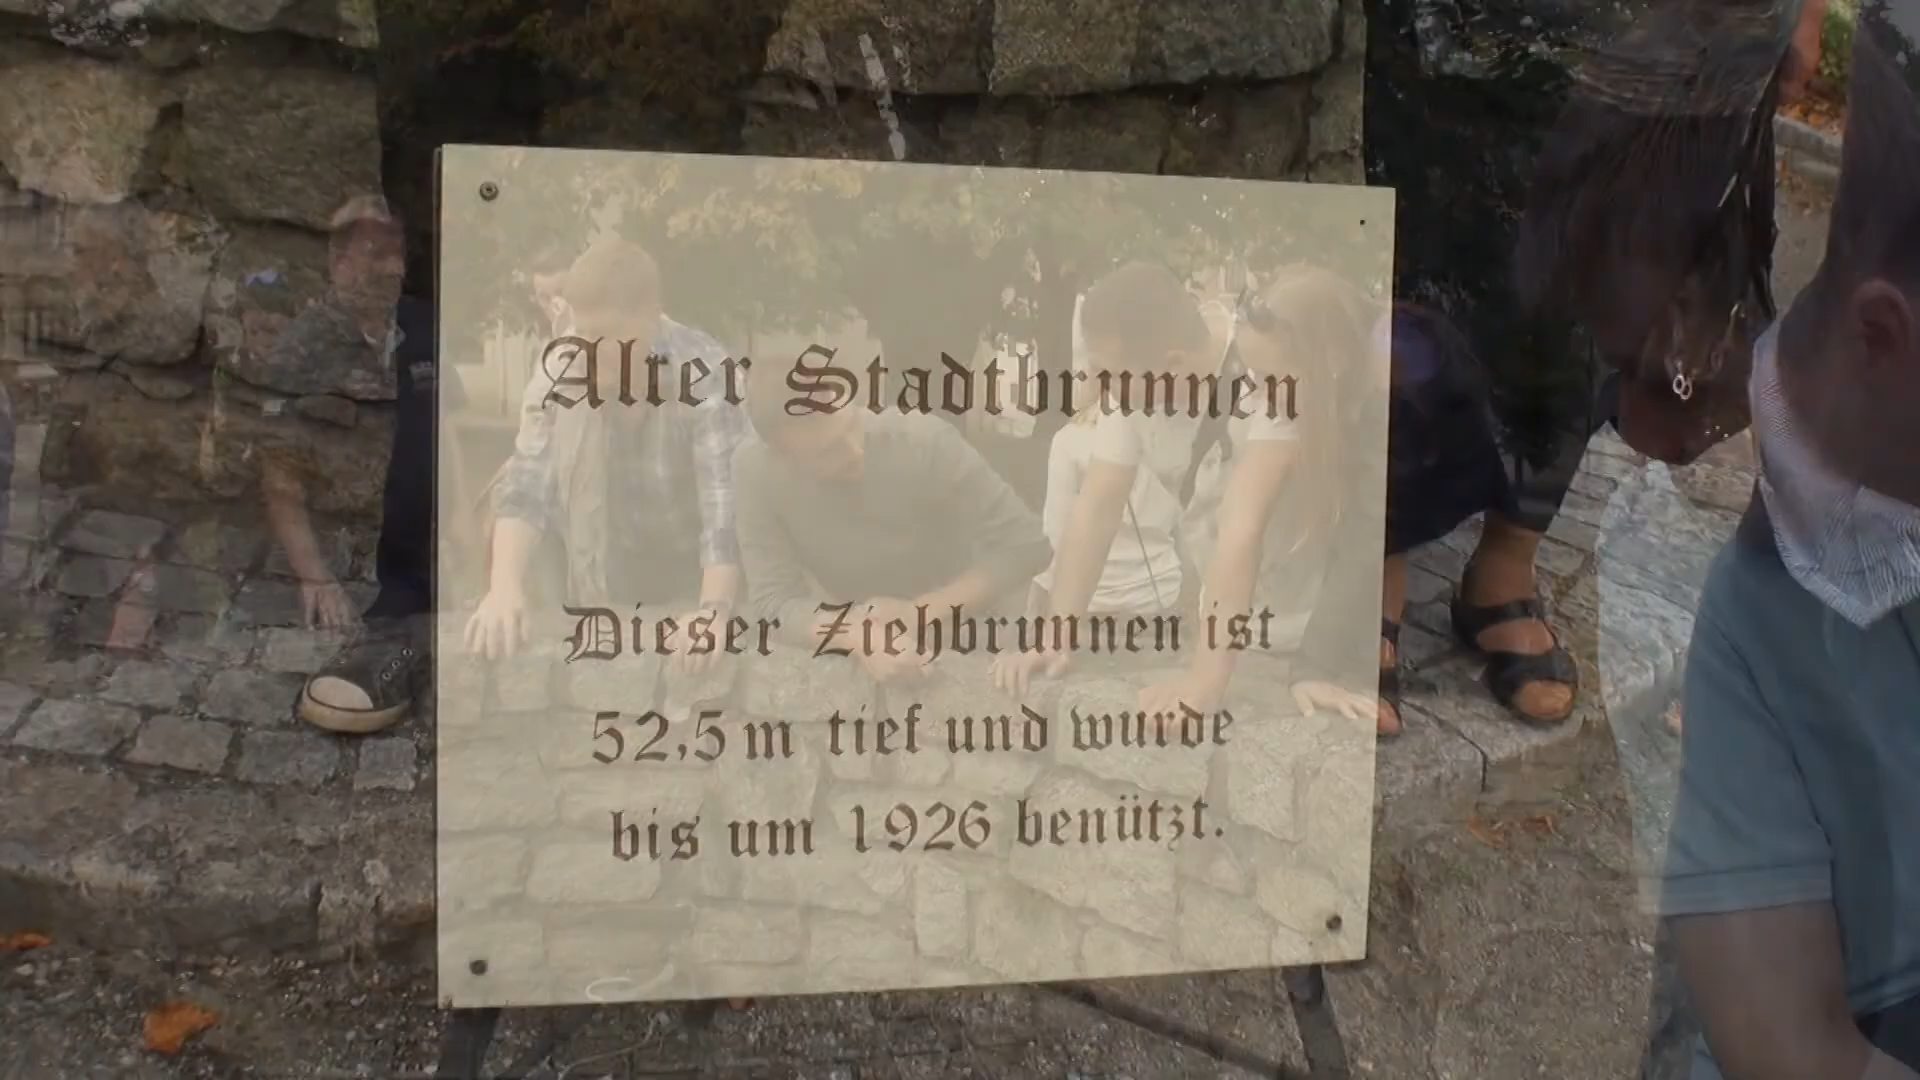 Alter Stadtbrunnen
Dieser Ziehbrunnen ist
52,5 m tief und wurde
bis um 1926 benützt.